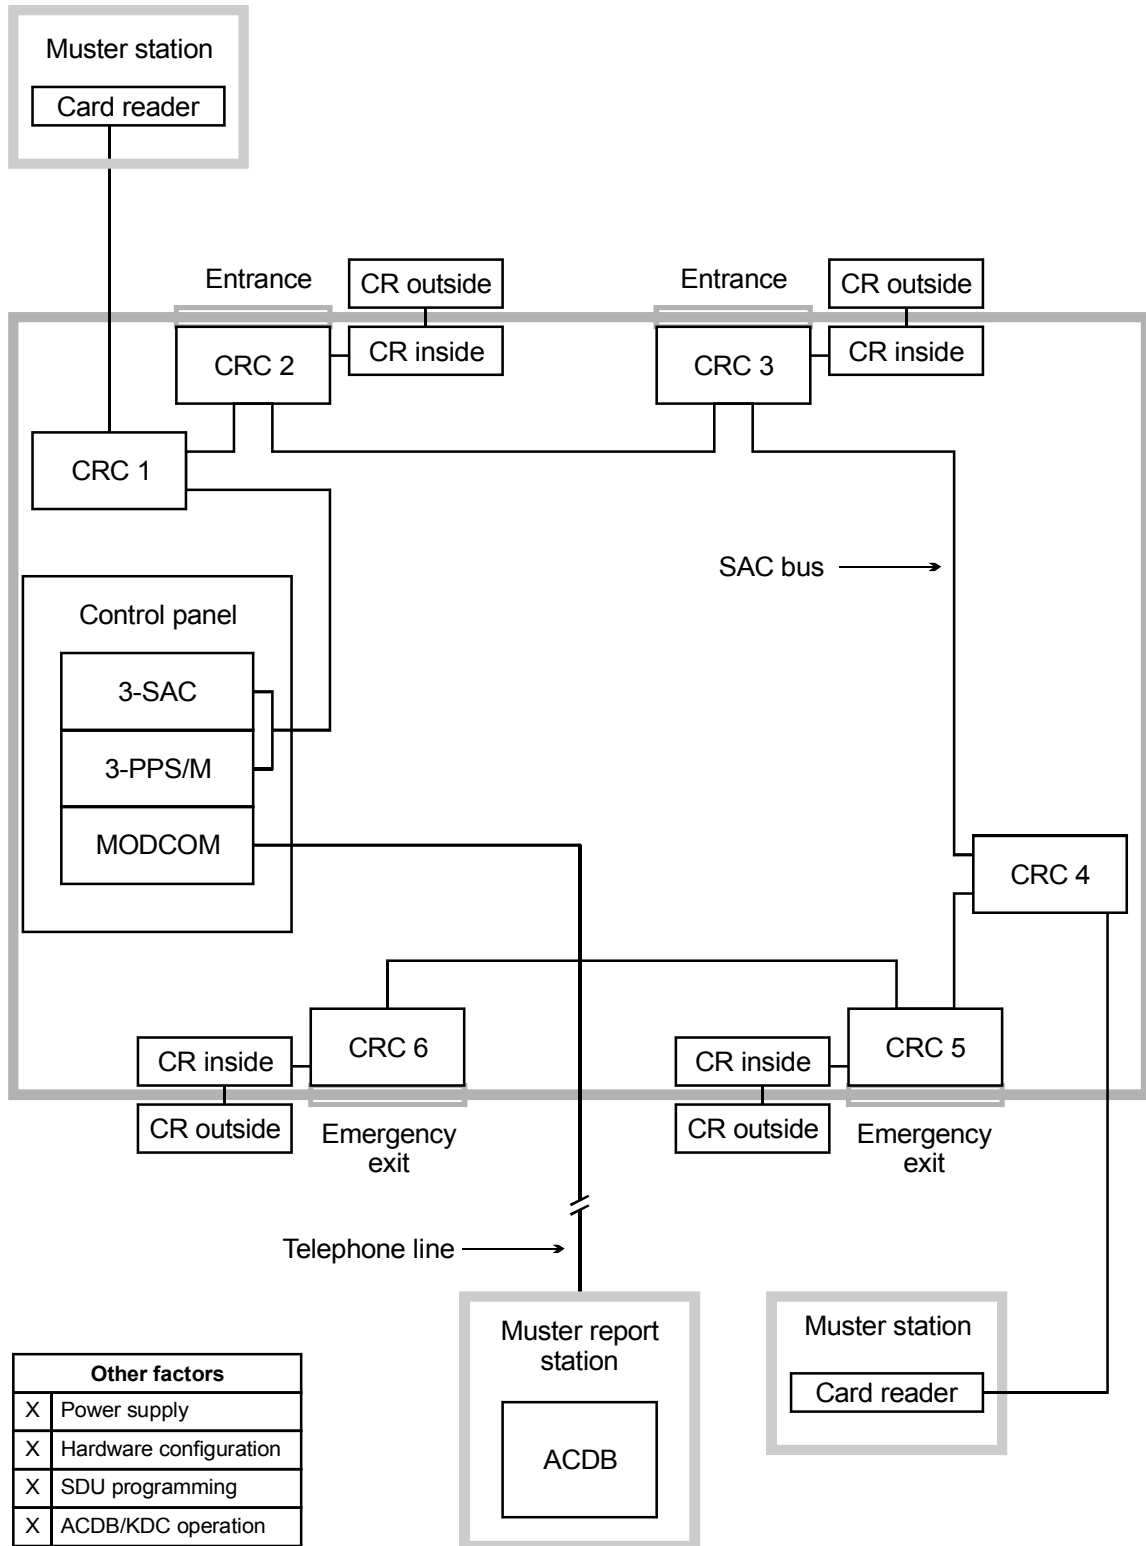 Muster station
Card reader
Entrance
CR outside
Entrance
CR outside
CRC 2
CR inside
CRC 3
CR inside
CRC 1
SAC bus
Control panel
3-SAC
3-PPS/M
MODCOM
CRC 4
CR inside
CRC 6
CR inside
CRC 5
CR outside
Emergency
exit
CR outside
Emergency
exit
Telephone line
Muster report
station
ACDB
Muster station
Card reader
Other factors
X Power supply
X Hardware configuration
X SDU programming
X ACDB/KDC operation